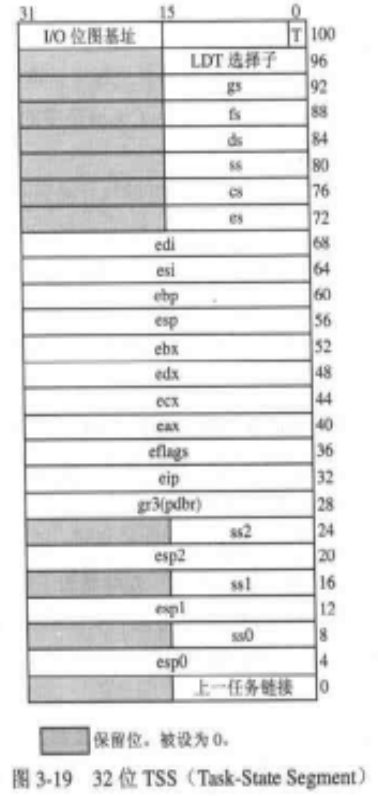 31 15 0
I/O 位图基址 T 100
LDT 选择子 96
gs 92
fs 88
ds 84
ss 80
cs 76
es 72
edi 68
esi 64
ebp 60
esp 56
ebx 52
edx 48
ecx 44
eax 40
eflags 36
eip 32
gr3(pdbr) 28
ss2 24
esp2 20
ss1 16
esp1 12
ss0 8
esp0 4
上一任务链接 0
保留位，被设为 0。
图 3-19 32 位 TSS（Task-State Segment）